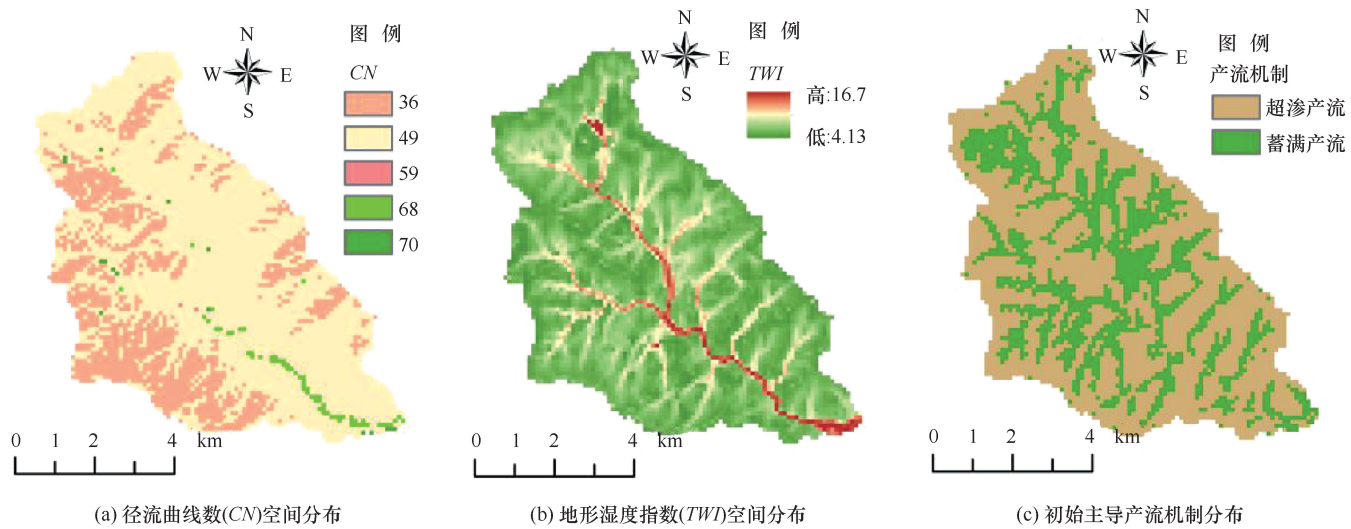 N
W E
S
图 例
CN
36
49
59
68
70
0 1 2 4 km
(a) 径流曲线数(CN)空间分布
N
W E
S
图 例
TWI
高:16.7
低:4.13
0 1 2 4 km
(b) 地形湿度指数(TWI)空间分布
N
W E
S
图 例
产流机制
超渗产流
蓄满产流
0 1 2 4 km
(c) 初始主导产流机制分布